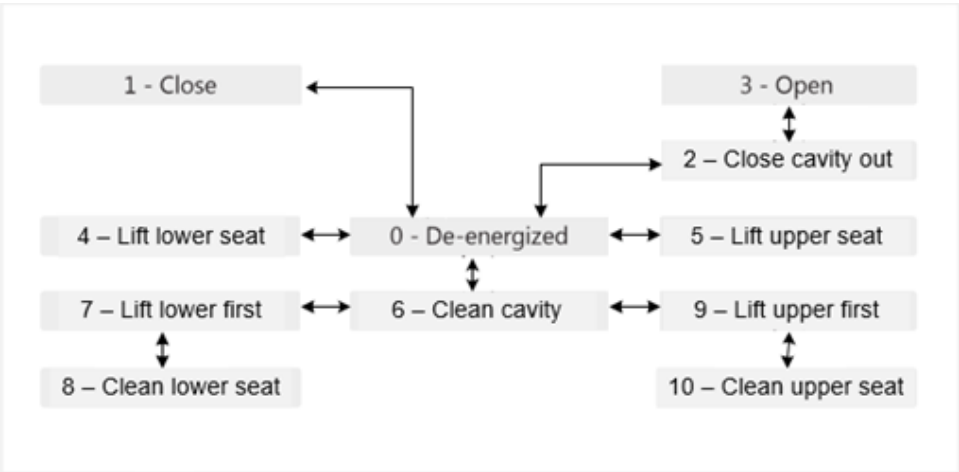 1 - Close
3 - Open
2 – Close cavity out
4 – Lift lower seat
0 - De-energized
5 – Lift upper seat
7 – Lift lower first
6 – Clean cavity
9 – Lift upper first
8 – Clean lower seat
10 – Clean upper seat